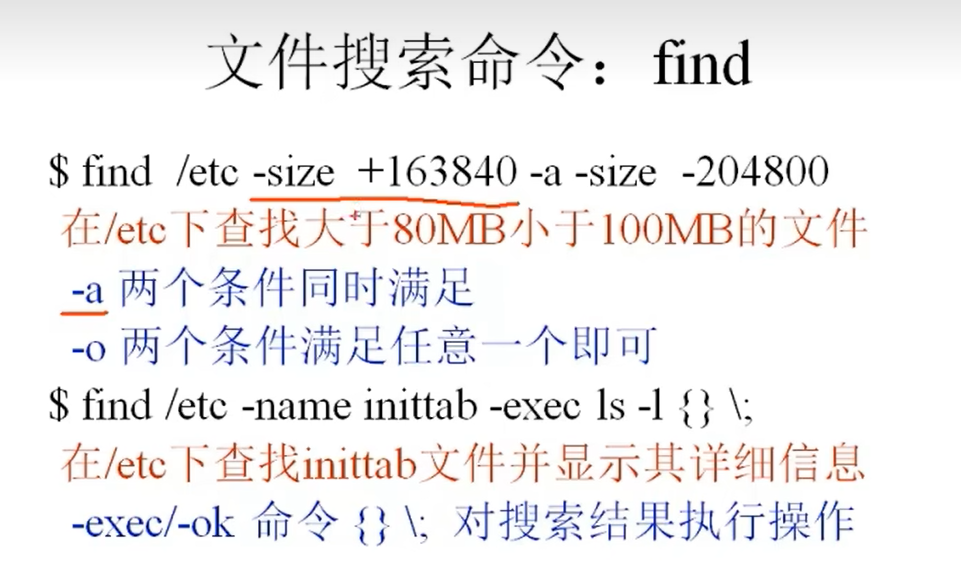 文件搜索命令：find
$ find /etc -size +163840 -a -size -204800
在/etc下查找大于80MB小于100MB的文件
-a 两个条件同时满足
-o 两个条件满足任意一个即可
$ find /etc -name inittab -exec ls -l {} \;
在/etc下查找inittab文件并显示其详细信息
-exec/-ok 命令 {} \; 对搜索结果执行操作